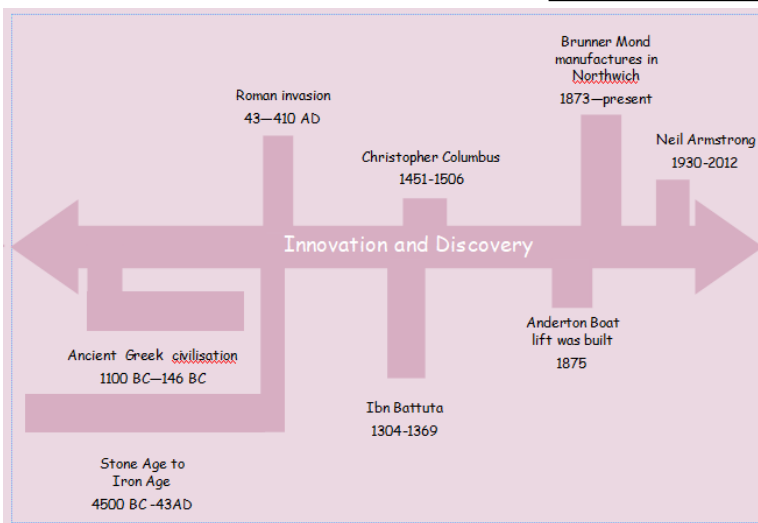 Brunner Mond
manufactures in
Northwich
1873—present
Roman invasion
43—410 AD
Neil Armstrong
1930-2012
Christopher Columbus
1451-1506
Innovation and Discovery
Ancient Greek civilisation
1100 BC—146 BC
Anderton Boat
lift was built
1875
Ibn Battuta
1304-1369
Stone Age to
Iron Age
4500 BC -43AD